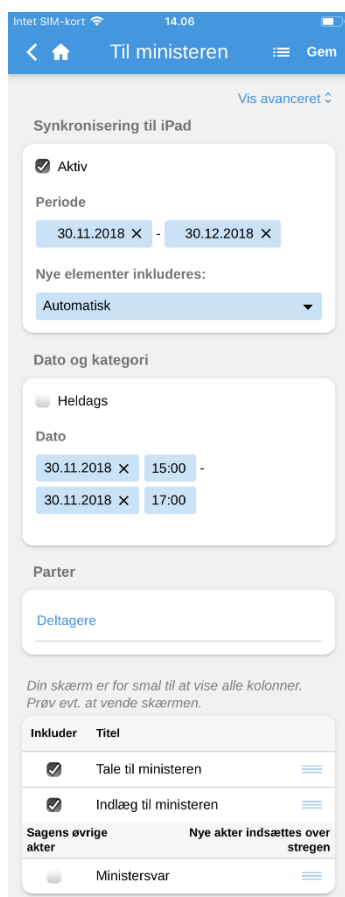 Intet SIM-kort 14.06
Til ministeren Gem
Vis avanceret
Synkronisering til iPad
Aktiv
Periode
30.11.2018 × - 30.12.2018 ×
Nye elementer inkluderes:
Automatisk
Dato og kategori
Heldags
Dato
30.11.2018 × 15:00 -
30.11.2018 × 17:00
Parter
Deltagere
Din skærm er for smal til at vise alle kolonner.
Prøv evt. at vende skærmen.
Inkluder Titel
Tale til ministeren
Indlæg til ministeren
Sagens øvrige akter Nye akter indsættes over stregen
Ministersvar